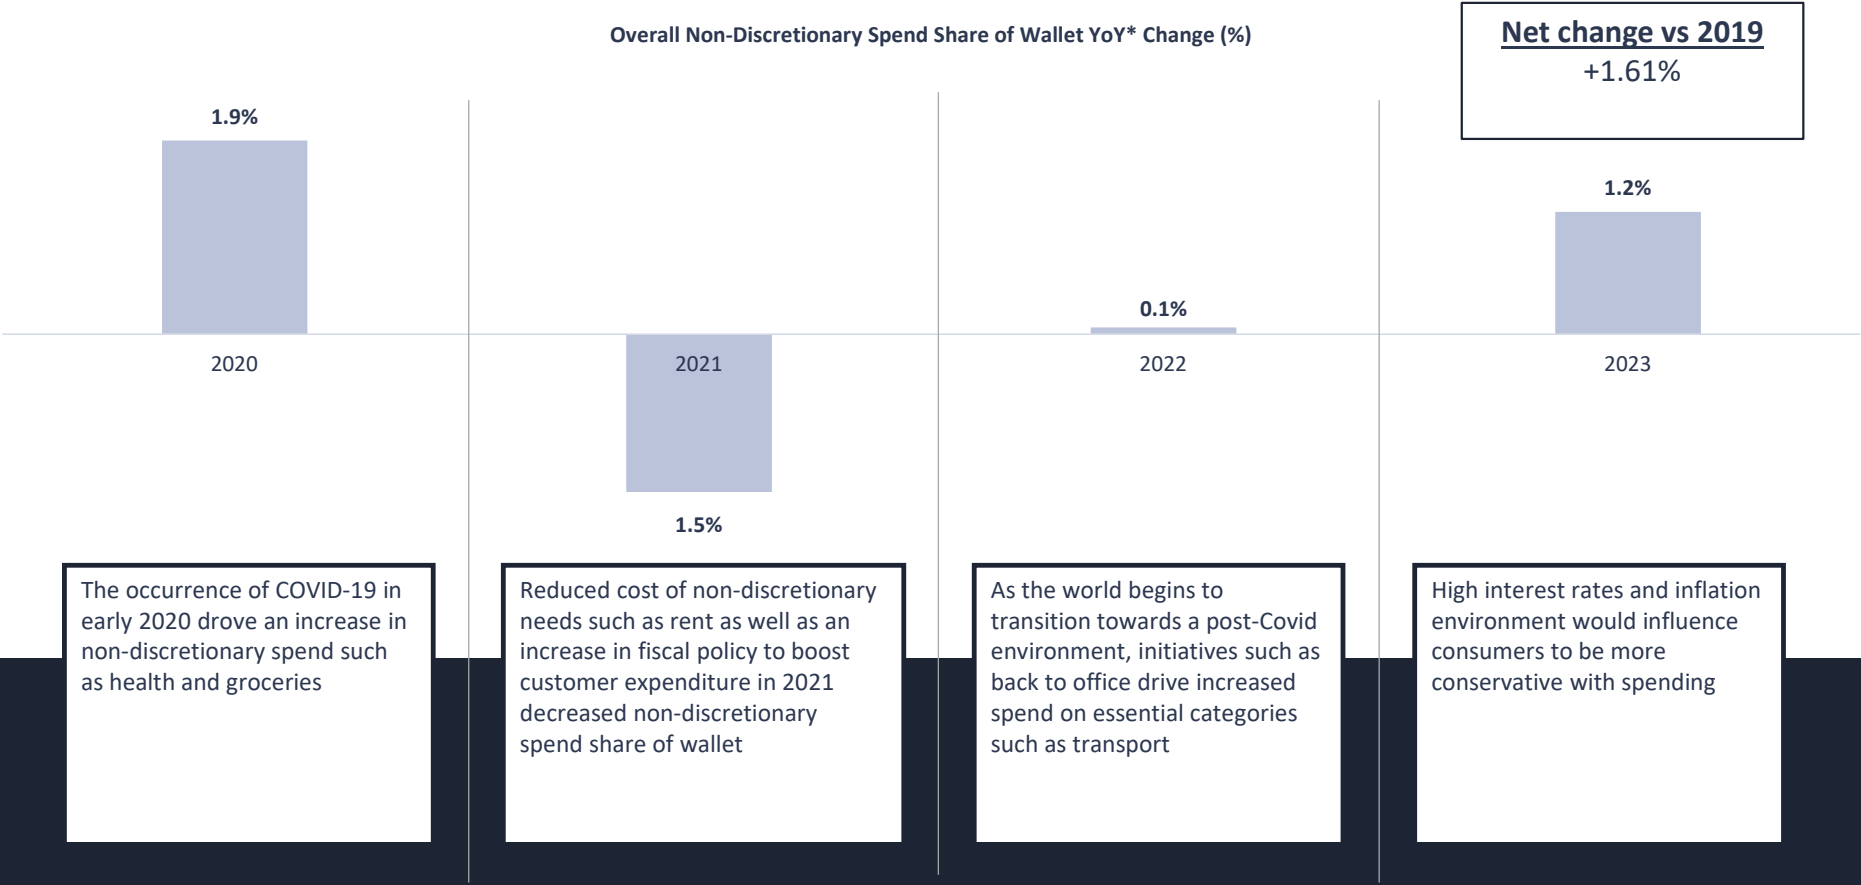 Overall Non-Discretionary Spend Share of Wallet YoY* Change (%)
Net change vs 2019
+1.61%
1.9%
1.2%
0.1%
2020
2021
2022
2023
1.5%
The occurrence of COVID-19 in
early 2020 drove an increase in
non-discretionary spend such
as health and groceries
Reduced cost of non-discretionary
needs such as rent as well as an
increase in fiscal policy to boost
customer expenditure in 2021
decreased non-discretionary
spend share of wallet
As the world begins to
transition towards a post-Covid
environment, initiatives such as
back to office drive increased
spend on essential categories
such as transport
High interest rates and inflation
environment would influence
consumers to be more
conservative with spending